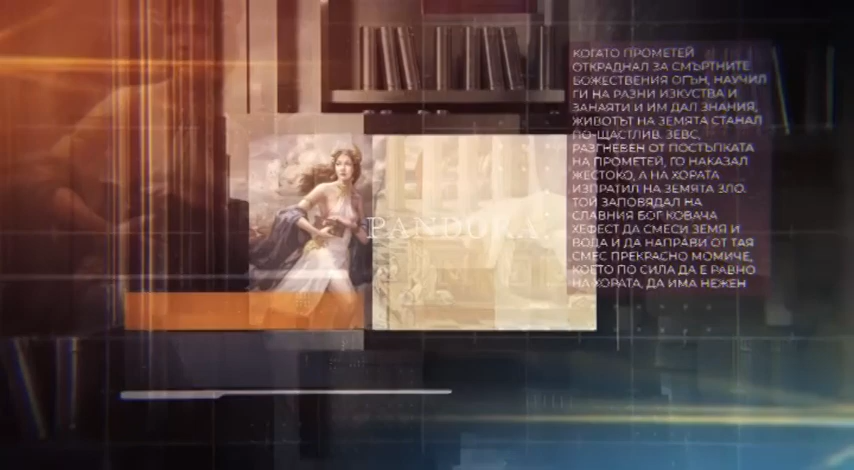 PANDORA
КОГАТО ПРОМЕТЕЙ
ОТКРАДНАЛ ЗА СМЪРТНИТЕ
БОЖЕСТВЕНИЯ ОГЪН, НАУЧИЛ
ГИ НА РАЗНИ ИЗКУСТВА И
ЗАНАЯТИ И ИМ ДАЛ ЗНАНИЯ,
ЖИВОТЪТ НА ЗЕМЯТА СТАНАЛ
ПО-ЩАСТЛИВ. ЗЕВС,
РАЗГНЕВЕН ОТ ПОСТЪПКАТА
НА ПРОМЕТЕЙ, ГО НАКАЗАЛ
ЖЕСТОКО, А НА ХОРАТА
ИЗПРАТИЛ НА ЗЕМЯТА ЗЛО.
ТОЙ ЗАПОВЯДАЛ НА
СЛАВНИЯ БОГ КОВАЧА
ХЕФЕСТ ДА СМЕСИ ЗЕМЯ И
ВОДА И ДА НАПРАВИ ОТ ТАЯ
СМЕС ПРЕКРАСНО МОМИЧЕ,
КОЕТО ПО СИЛА ДА Е РАВНО
НА ХОРАТА, ДА ИМА НЕЖЕН